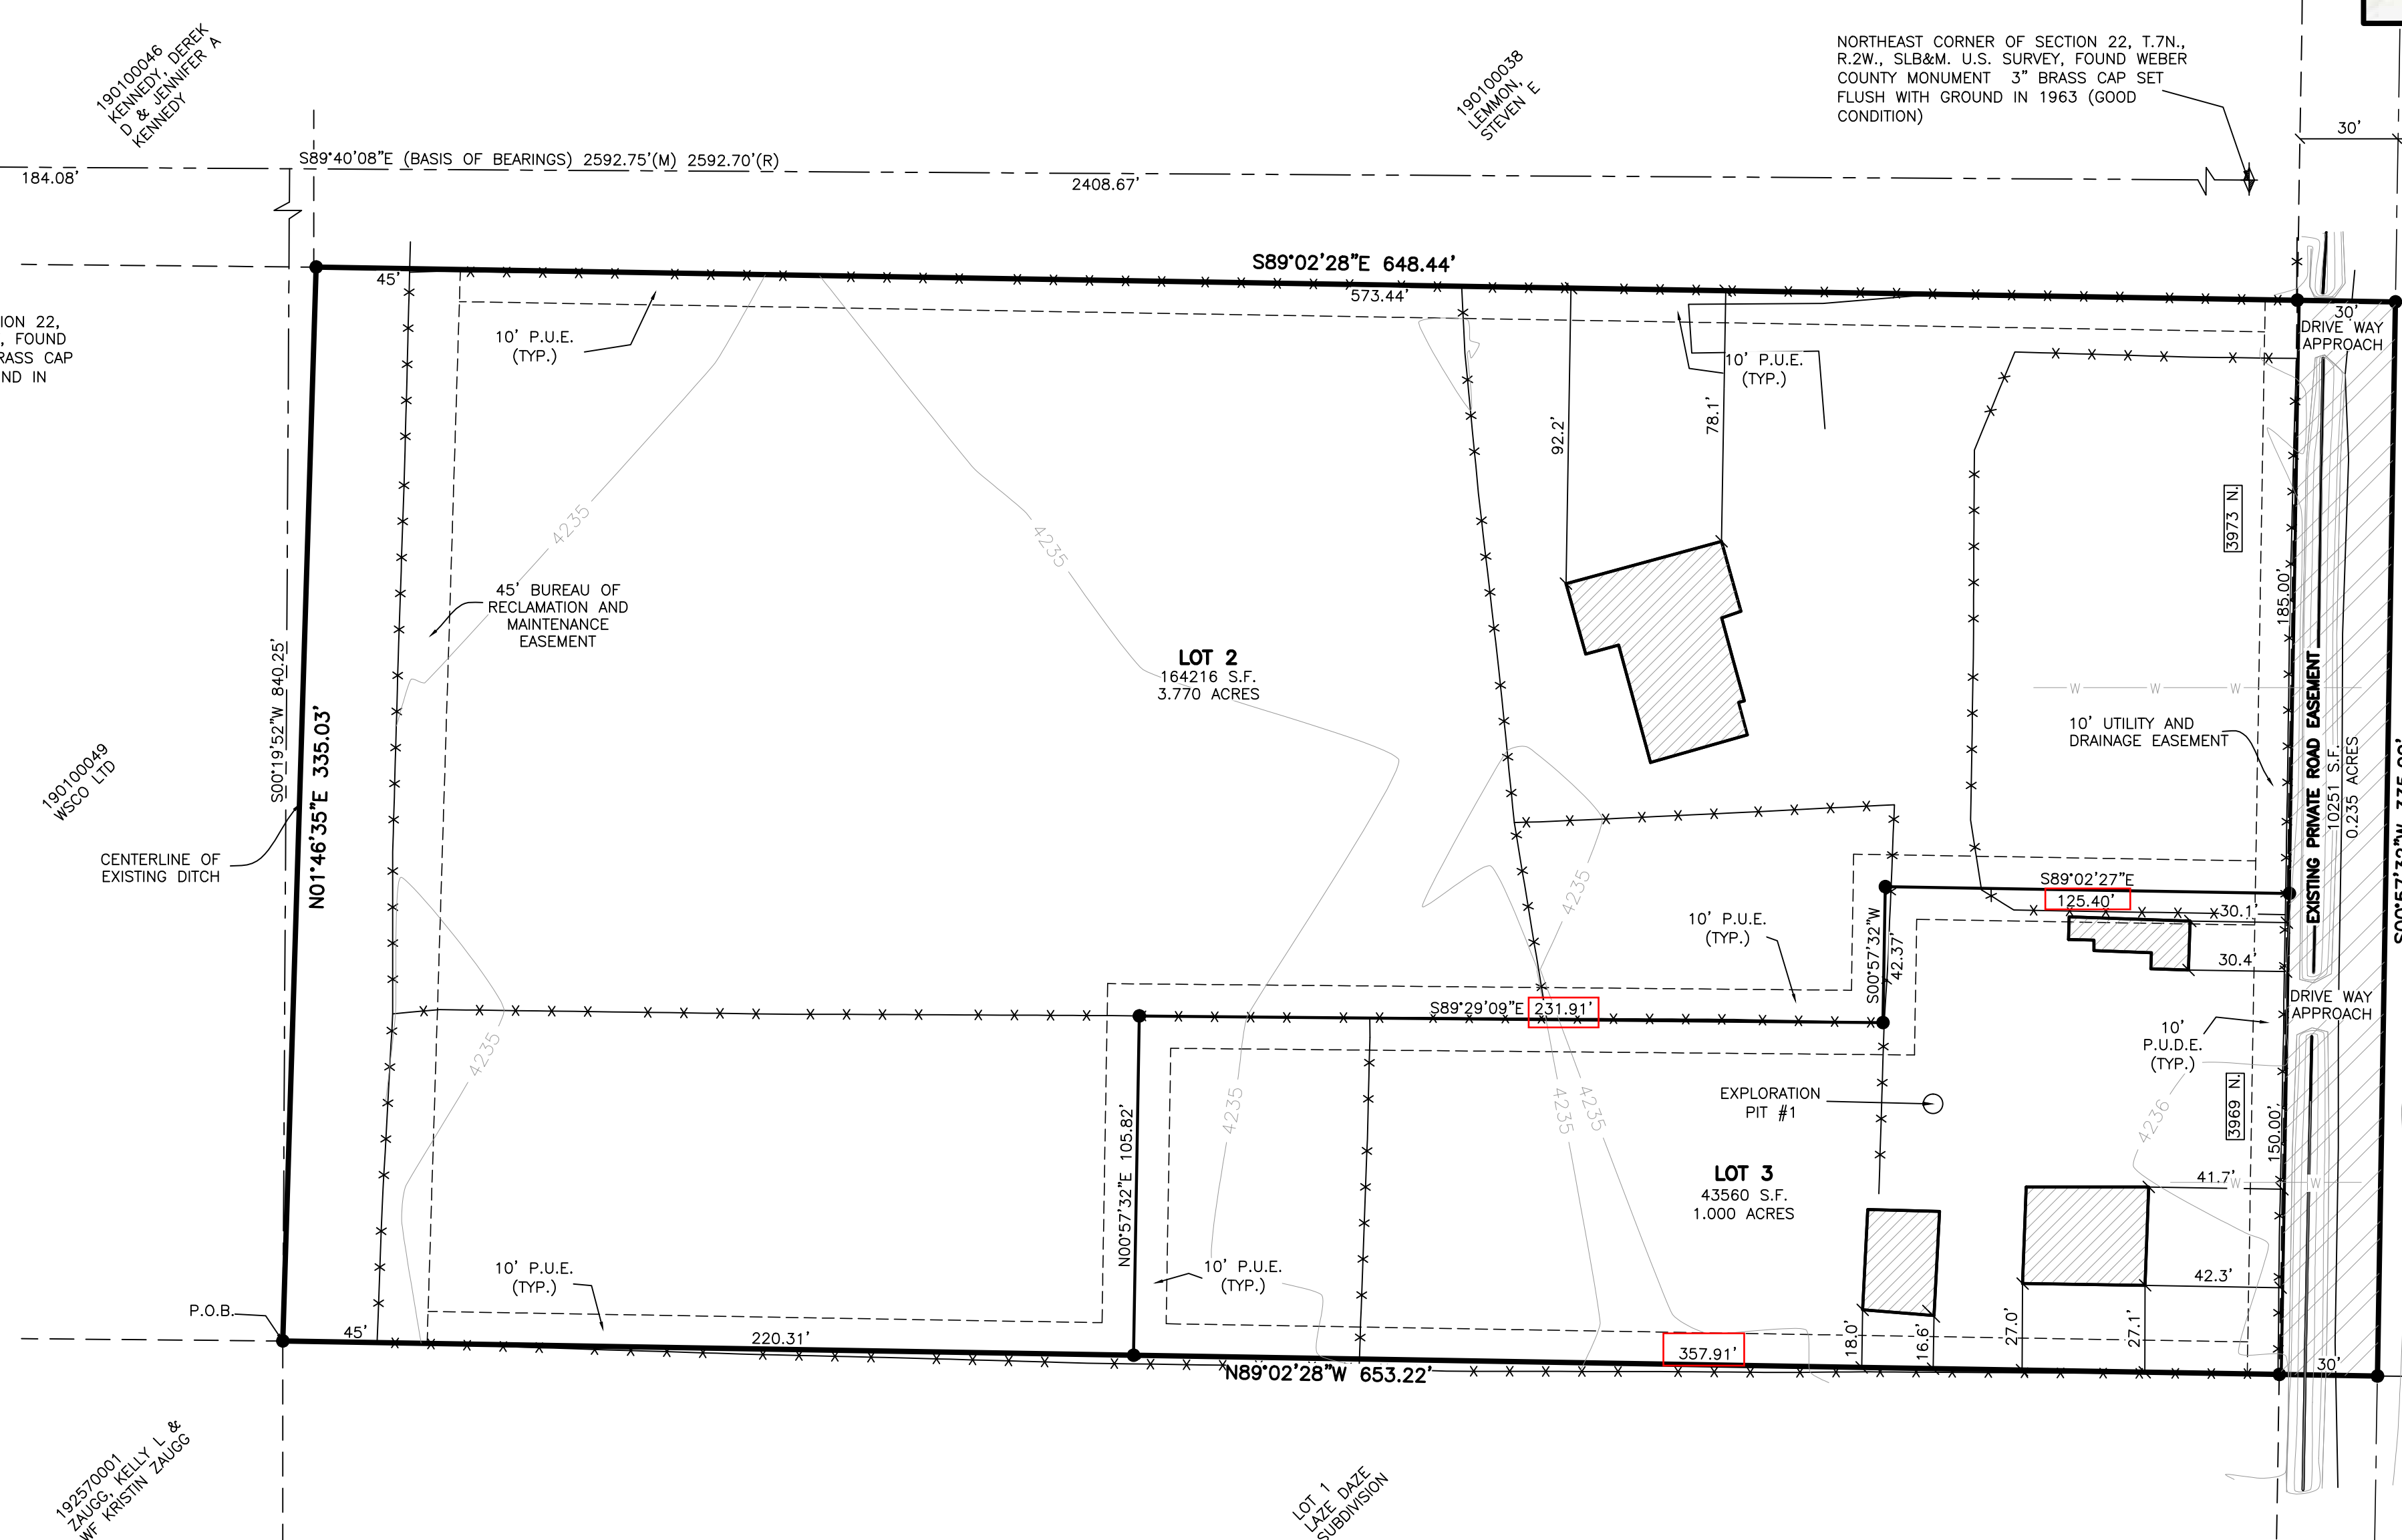 190100046
KENNEDY, DEREK
D & JENNIFER A
KENNEDY
190100038
LEMMON,
STEVEN E
NORTHEAST CORNER OF SECTION 22, T.7N.,
R.2W., SLB&M. U.S. SURVEY, FOUND WEBER
COUNTY MONUMENT 3" BRASS CAP SET
FLUSH WITH GROUND IN 1963 (GOOD
CONDITION)
30'
S89°40'08"E (BASIS OF BEARINGS) 2592.75'(M) 2592.70'(R)
184.08'
2408.67'
S89°02'28"E 648.44'
45'
573.44'
30'
DRIVE WAY
APPROACH
ION 22,
, FOUND
RASS CAP
ND IN
10' P.U.E.
(TYP.)
10' P.U.E.
(TYP.)
92.2'
78.1'
4235
4235
3973 N.
185.00'
45' BUREAU OF
RECLAMATION AND
MAINTENANCE
EASEMENT
LOT 2
164216 S.F.
3.770 ACRES
S00°19'52"W 840.25'
N01°46'35"E 335.03'
W W W
10' UTILITY AND
DRAINAGE EASEMENT
EXISTING PRIVATE ROAD EASEMENT
10251 S.F.
0.235 ACRES
S00°57'32"W 335.00'
190100049
WSCO LTD
CENTERLINE OF
EXISTING DITCH
4235
S89°02'27"E
125.40'
30.1'
10' P.U.E.
(TYP.)
S00°57'32"W
42.37'
30.4'
S89°29'09"E 231.91'
DRIVE WAY
APPROACH
10'
P.U.D.E.
(TYP.)
4235
4235
4235
4235
EXPLORATION
PIT #1
4236
3969 N.
150.00'
N00°57'32"E 105.82'
LOT 3
43560 S.F.
1.000 ACRES
41.7'
W W
10' P.U.E.
(TYP.)
10' P.U.E.
(TYP.)
42.3'
P.O.B.
45'
220.31'
357.91'
18.0'
16.6'
27.0'
27.1'
30'
N89°02'28"W 653.22'
192570001
ZAUGG, KELLY L &
WF KRISTIN ZAUGG
LOT 1
LAZE DAZE
SUBDIVISION